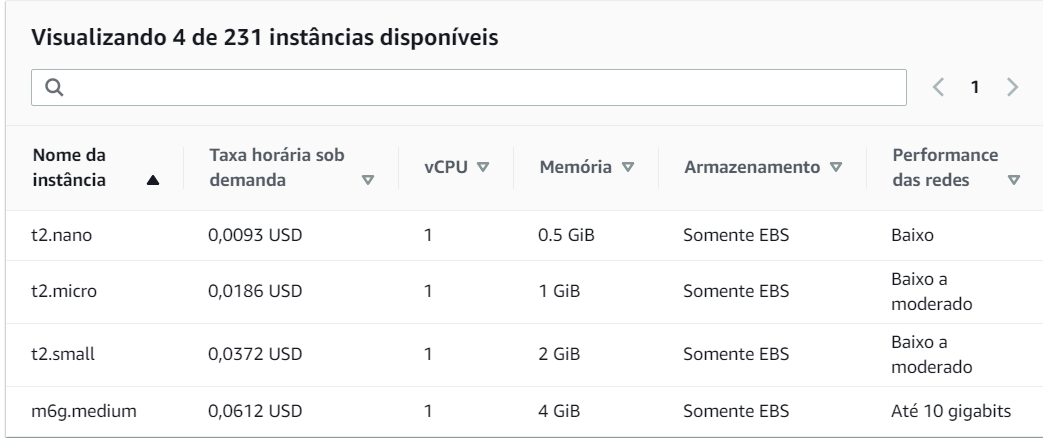 Visualizando 4 de 231 instâncias disponíveis
1
Nome da instância Taxa horária sob demanda vCPU Memória Armazenamento Performance das redes
t2.nano 0,0093 USD 1 0.5 GiB Somente EBS Baixo
t2.micro 0,0186 USD 1 1 GiB Somente EBS Baixo a moderado
t2.small 0,0372 USD 1 2 GiB Somente EBS Baixo a moderado
m6g.medium 0,0612 USD 1 4 GiB Somente EBS Até 10 gigabits